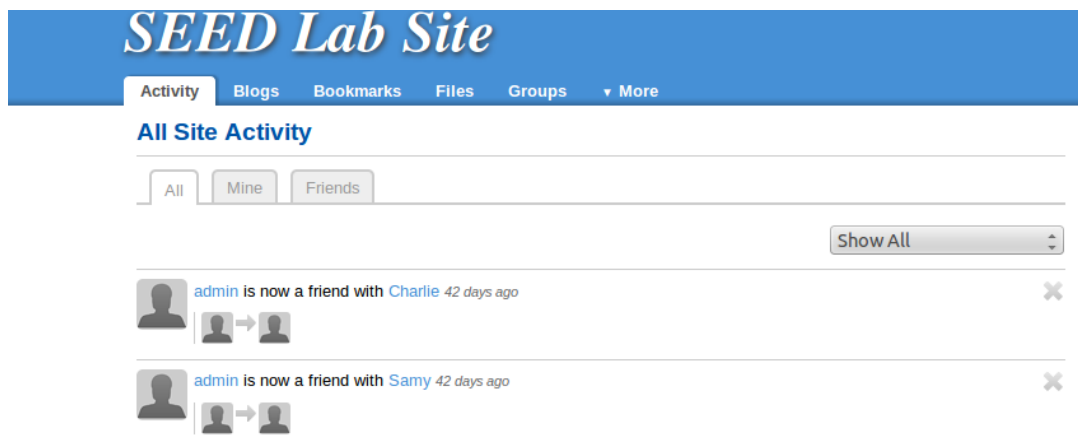 SEED Lab Site
Activity Blogs Bookmarks Files Groups ▼ More
All Site Activity
All Mine Friends
Show All
admin is now a friend with Charlie 42 days ago
admin is now a friend with Samy 42 days ago